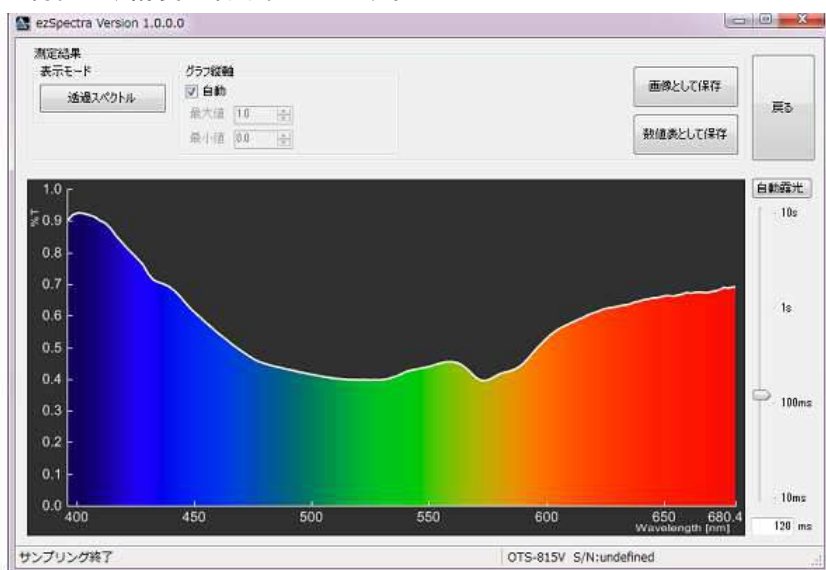 ezSpectra Version 1.0.0.0
測定結果
表示モード
透過スペクトル
グラフ縦軸
自動
最大値 1.0
最小値 0.0
画像として保存
数値表として保存
戻る
自動露光
10s
1s
100ms
10ms
120 ms
%T
1.0
0.9
0.8
0.7
0.6
0.5
0.4
0.3
0.2
0.1
0.0
400 450 500 550 600 650 680.4
Wavelength [nm]
サンプリング終了
OTS-815V S/N:undefined